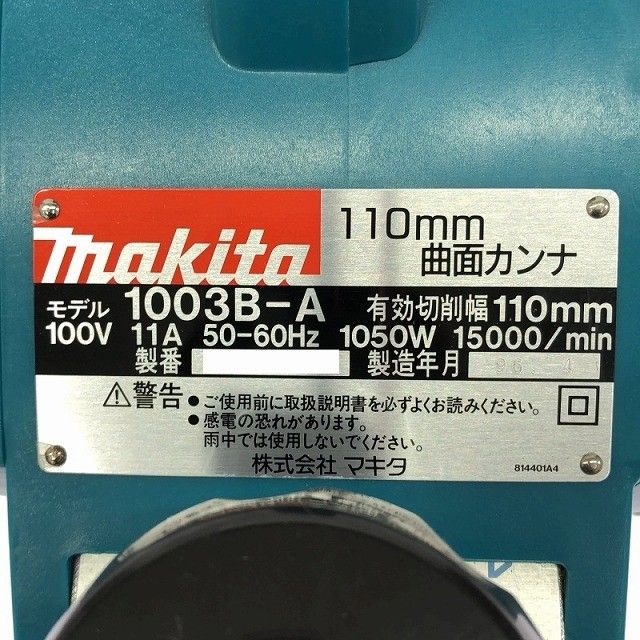 makita
110mm
曲面カンナ
モデル 1003B-A 有効切削幅 110mm
100V 11A 50-60Hz 1050W 15000/min
製番 製造年月 96. 4
⚠警告 ●ご使用前に取扱説明書を必ずよくお読みください。
●感電の恐れがあります。
雨中では使用しないでください。
株式会社 マキタ
814401A4